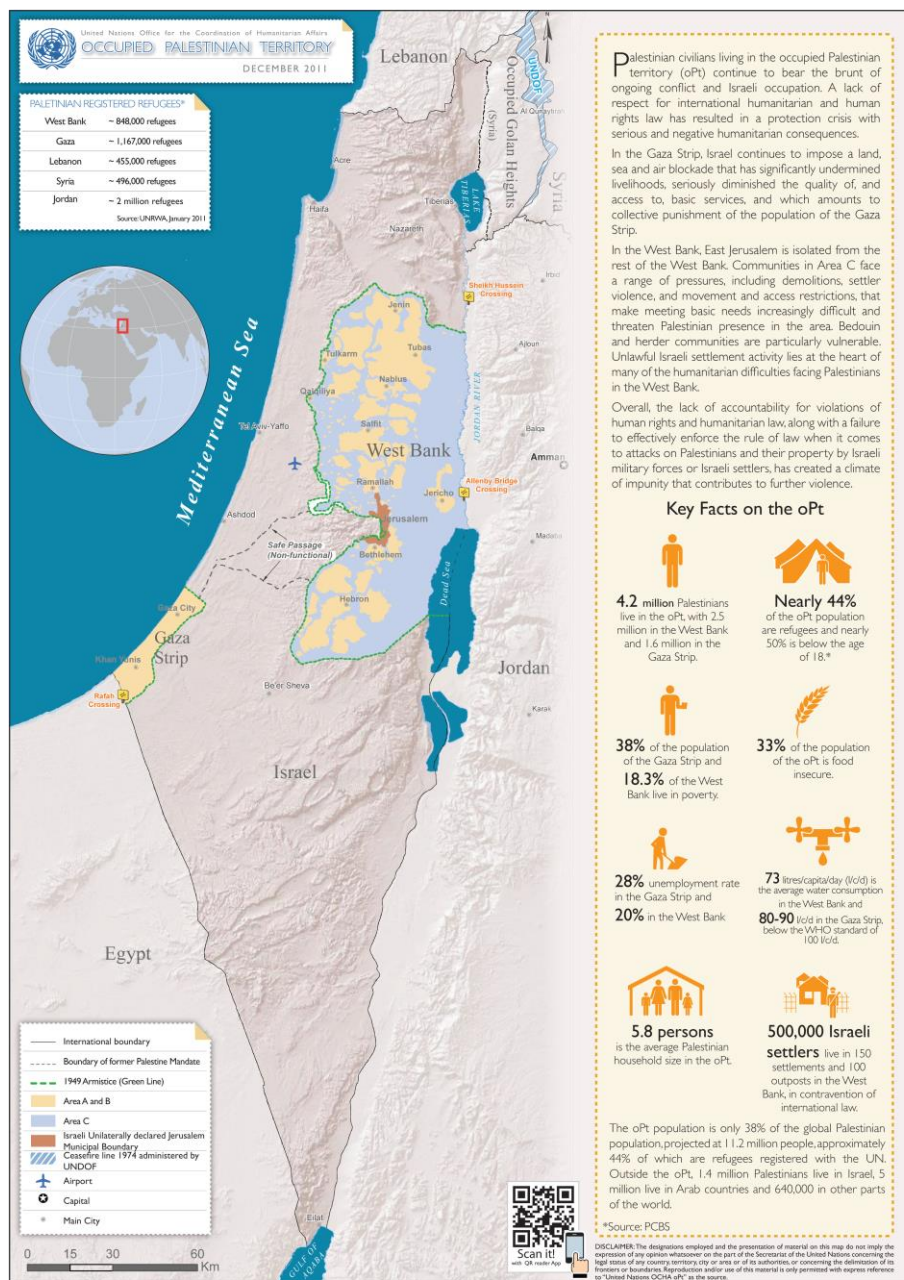 United Nations Office for the Coordination of Humanitarian Affairs
OCCUPIED PALESTINIAN TERRITORY
DECEMBER 2011
PALETINIAN REGISTERED REFUGEES*
West Bank ~ 848,000 refugees
Gaza ~ 1,167,000 refugees
Lebanon ~ 455,000 refugees
Syria ~ 496,000 refugees
Jordan ~ 2 million refugees
Source: UNRWA, January 2011
N
Lebanon
UNDOF
Occupied Golan Heights
(Syria)
Al Qunaytirah
Syria
Acre
LAKE
TIBERIAS
Tiberias
Haifa
Nazareth
Irbid
Sheikh Hussein
Crossing
Jenin
Ajloun
Tubas
Tulkarm
Nablus
Qalqiliya
Mediterranean Sea
JORDAN RIVER
Salfit
Tel Aviv-Yaffo
West Bank
Balqa
Amman
Ramallah
Jericho
Allenby Bridge
Crossing
Ashdod
Jerusalem
Madaba
Safe Passage
(Non-functional)
Bethlehem
Dead Sea
Hebron
Gaza City
Gaza
Strip
Khan Yunis
Jordan
Be'er Sheva
Rafah
Crossing
Karak
Israel
Egypt
Eilat
GULF OF
AQABA
International boundary
Boundary of former Palestine Mandate
1949 Armistice (Green Line)
Area A and B
Area C
Israeli Unilaterally declared Jerusalem
Municipal Boundary
Ceasefire line 1974 administered by
UNDOF
Airport
Capital
Main City
0 15 30 60
Km
Scan it!
with QR reader App
Palestinian civilians living in the occupied Palestinian
territory (oPt) continue to bear the brunt of
ongoing conflict and Israeli occupation. A lack of
respect for international humanitarian and human
rights law has resulted in a protection crisis with
serious and negative humanitarian consequences.
In the Gaza Strip, Israel continues to impose a land,
sea and air blockade that has significantly undermined
livelihoods, seriously diminished the quality of, and
access to, basic services, and which amounts to
collective punishment of the population of the Gaza
Strip.
In the West Bank, East Jerusalem is isolated from the
rest of the West Bank. Communities in Area C face
a range of pressures, including demolitions, settler
violence, and movement and access restrictions, that
make meeting basic needs increasingly difficult and
threaten Palestinian presence in the area. Bedouin
and herder communities are particularly vulnerable.
Unlawful Israeli settlement activity lies at the heart of
many of the humanitarian difficulties facing Palestinians
in the West Bank.
Overall, the lack of accountability for violations of
human rights and humanitarian law, along with a failure
to effectively enforce the rule of law when it comes
to attacks on Palestinians and their property by Israeli
military forces or Israeli settlers, has created a climate
of impunity that contributes to further violence.
Key Facts on the oPt
4.2 million Palestinians
live in the oPt, with 2.5
million in the West Bank
and 1.6 million in the
Gaza Strip.
Nearly 44%
of the oPt population
are refugees and nearly
50% is below the age
of 18.*
38% of the population
of the Gaza Strip and
18.3% of the West
Bank live in poverty.
33% of the population
of the oPt is food
insecure.
28% unemployment rate
in the Gaza Strip and
20% in the West Bank
73 litres/capita/day (l/c/d) is
the average water consumption
in the West Bank and
80-90 l/c/d in the Gaza Strip,
below the WHO standard of
100 l/c/d.
5.8 persons
is the average Palestinian
household size in the oPt.
500,000 Israeli
settlers live in 150
settlements and 100
outposts in the West
Bank, in contravention of
international law.
The oPt population is only 38% of the global Palestinian
population, projected at 11.2 million people, approximately
44% of which are refugees registered with the UN.
Outside the oPt, 1.4 million Palestinians live in Israel, 5
million live in Arab countries and 640,000 in other parts
of the world.
*Source: PCBS
DISCLAIMER: The designations employed and the presentation of material on this map do not imply the
expression of any opinion whatsoever on the part of the Secretariat of the United Nations concerning the
legal status of any country, territory, city or area or of its authorities, or concerning the delimitation of its
frontiers or boundaries. Reproduction and/or use of this material is only permitted with express reference
to "United Nations OCHA oPt" as the source.